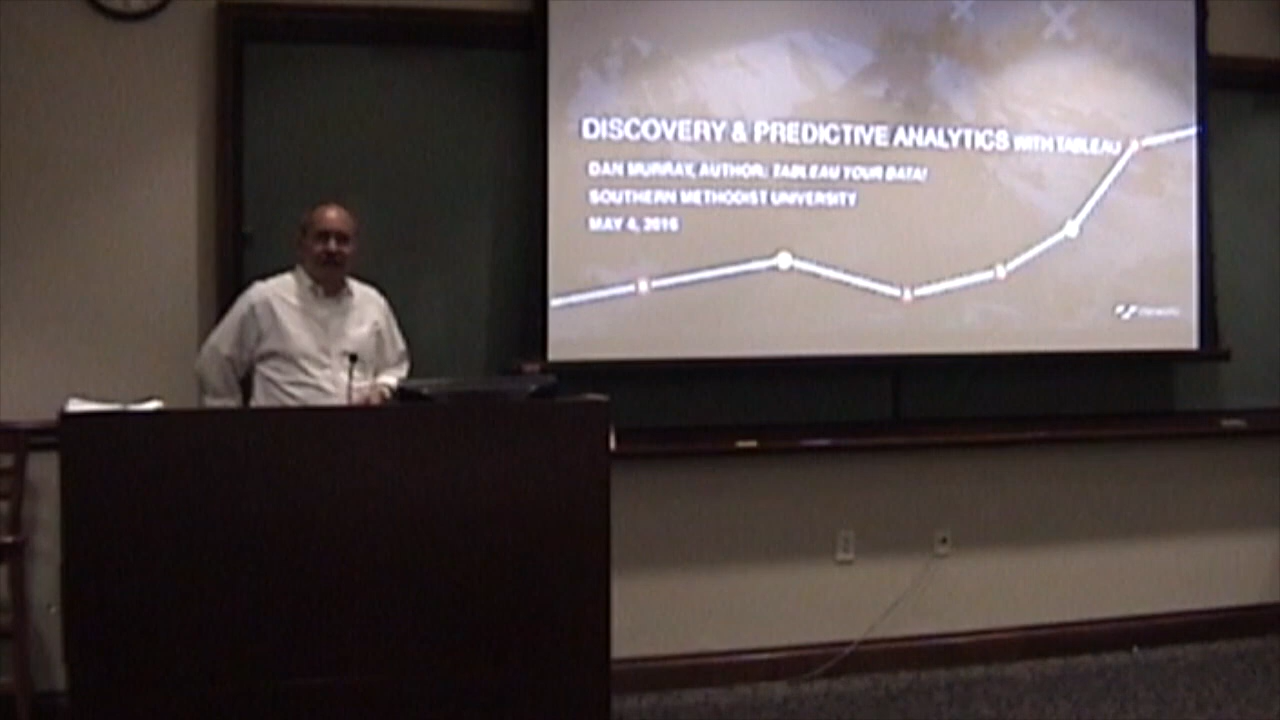 DISCOVERY & PREDICTIVE ANALYTICS WITH TABLEAU
DAN MURRAY, AUTHOR: TABLEAU YOUR DATA!
SOUTHERN METHODIST UNIVERSITY
MAY 4, 2016